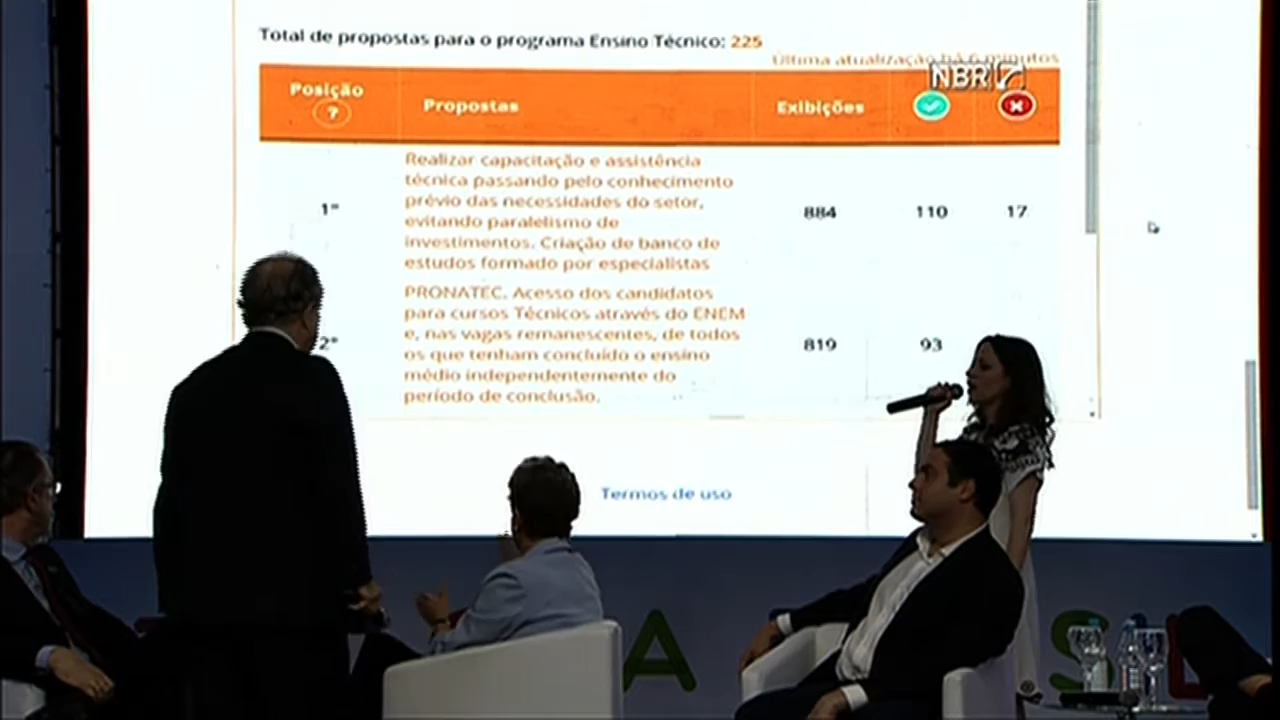 Total de propostas para o programa Ensino Técnico: 225
Última atualização há 6 minutos
NBR
Posição
?
Propostas
Exibições
1º
Realizar capacitação e assistência
técnica passando pelo conhecimento
prévio das necessidades do setor,
evitando paralelismo de
investimentos. Criação de banco de
estudos formado por especialistas
884
110
17
2º
PRONATEC. Acesso dos candidatos
para cursos Técnicos através do ENEM
e, nas vagas remanescentes, de todos
os que tenham concluído o ensino
médio independentemente do
período de conclusão.
819
93
Termos de uso
A
S